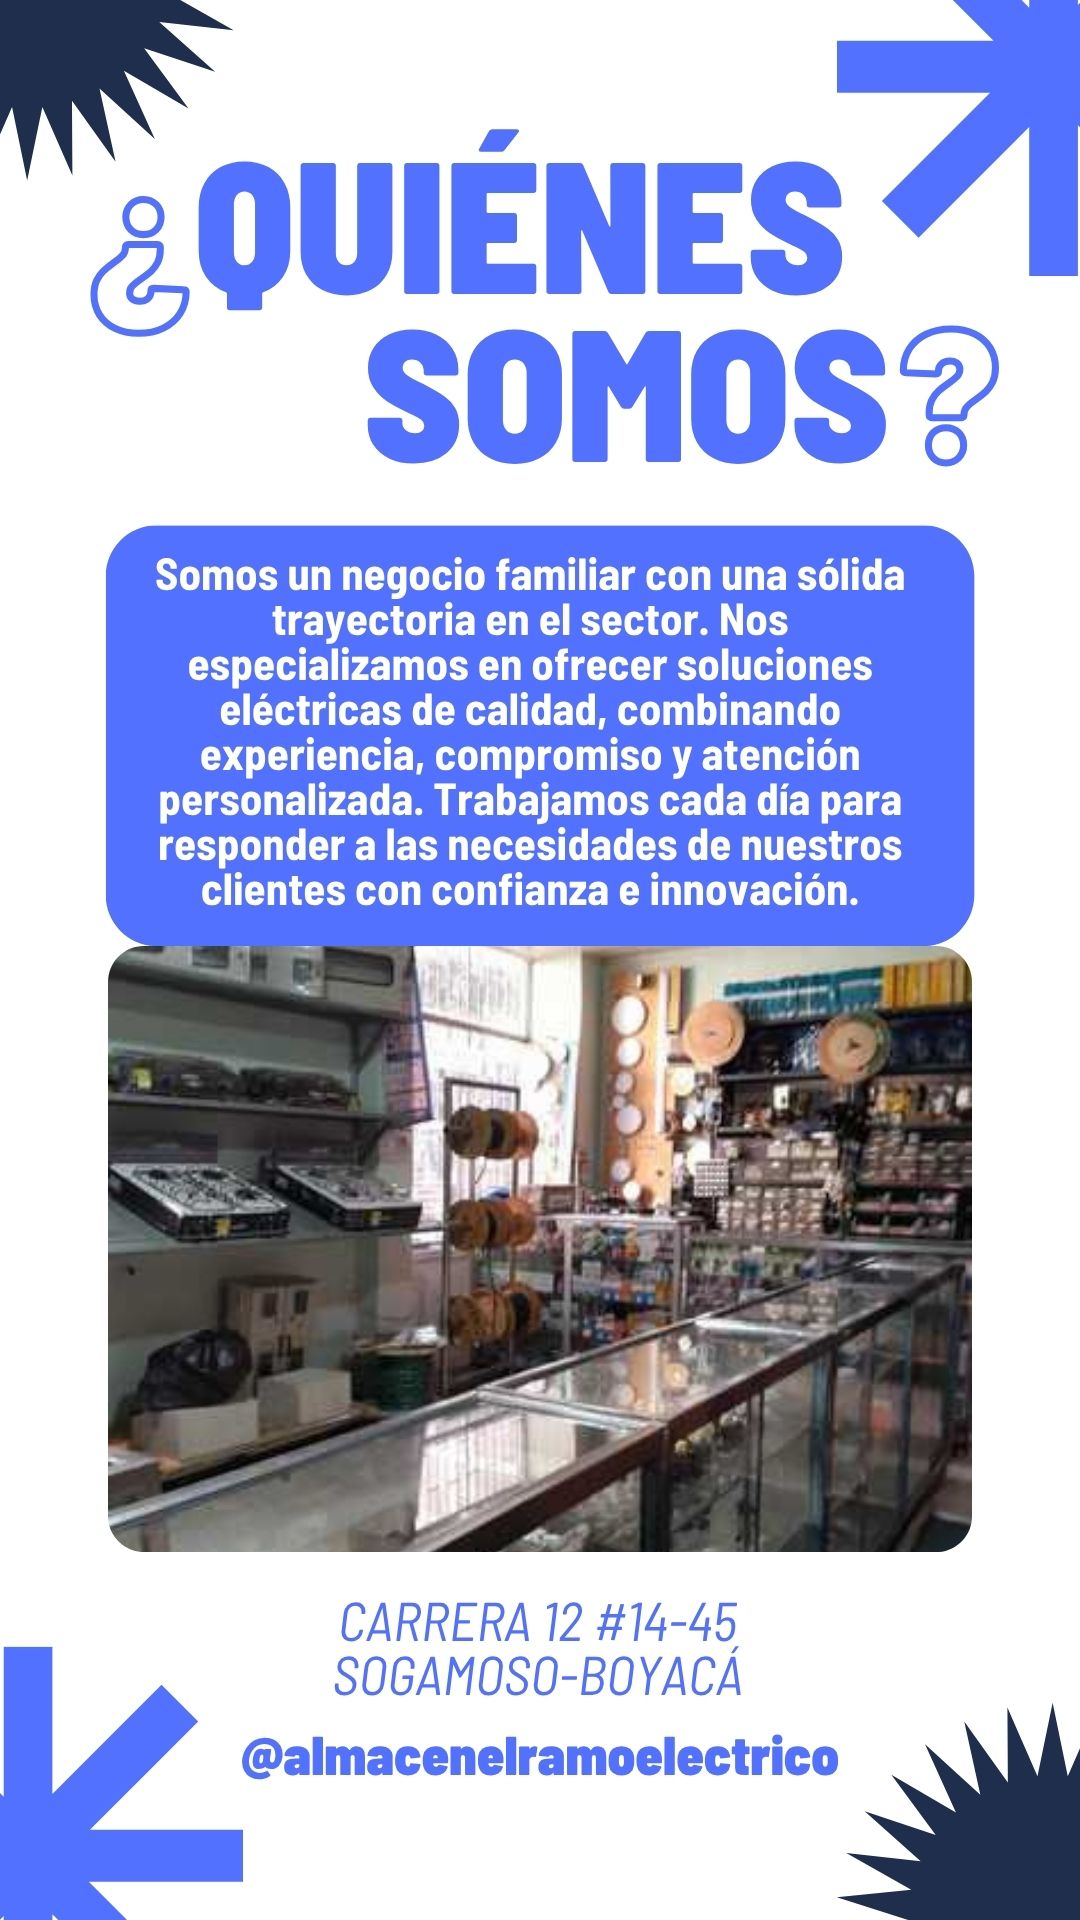 ¿QUIÉNES
SOMOS?
Somos un negocio familiar con una sólida
trayectoria en el sector. Nos
especializamos en ofrecer soluciones
eléctricas de calidad, combinando
experiencia, compromiso y atención
personalizada. Trabajamos cada día para
responder a las necesidades de nuestros
clientes con confianza e innovación.
CARRERA 12 #14-45
SOGAMOSO-BOYACÁ
@almacenelramoelectrico